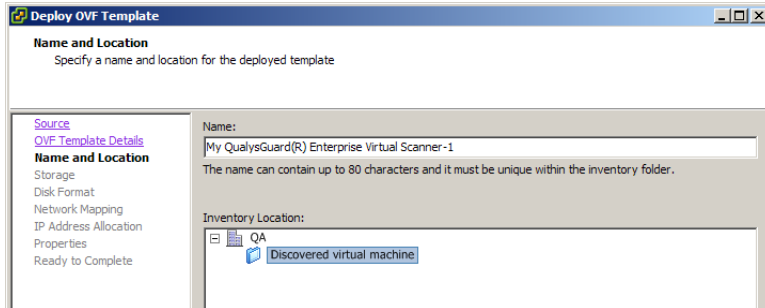 Deploy OVF Template
Name and Location
Specify a name and location for the deployed template
Source
OVF Template Details
Name and Location
Storage
Disk Format
Network Mapping
IP Address Allocation
Properties
Ready to Complete
Name:
My QualysGuard(R) Enterprise Virtual Scanner-1
The name can contain up to 80 characters and it must be unique within the inventory folder.
Inventory Location:
QA
Discovered virtual machine